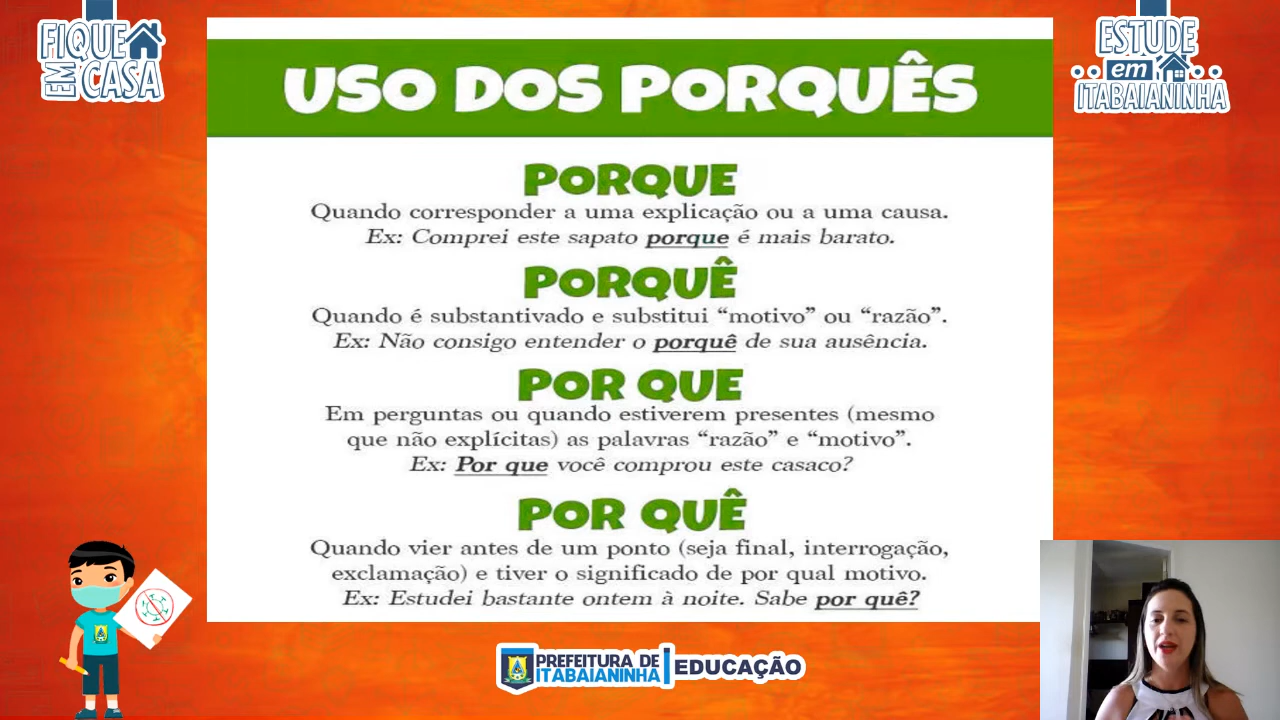 FIQUE
EM CASA
ESTUDE
em
ITABAIANINHA
USO DOS PORQUÊS
PORQUE
Quando corresponder a uma explicação ou a uma causa.
Ex: Comprei este sapato porque é mais barato.
PORQUÊ
Quando é substantivado e substitui “motivo” ou “razão”.
Ex: Não consigo entender o porquê de sua ausência.
POR QUE
Em perguntas ou quando estiverem presentes (mesmo
que não explícitas) as palavras “razão” e “motivo”.
Ex: Por que você comprou este casaco?
POR QUÊ
Quando vier antes de um ponto (seja final, interrogação,
exclamação) e tiver o significado de por qual motivo.
Ex: Estudei bastante ontem à noite. Sabe por quê?
PREFEITURA DE
ITABAIANINHA
EDUCAÇÃO